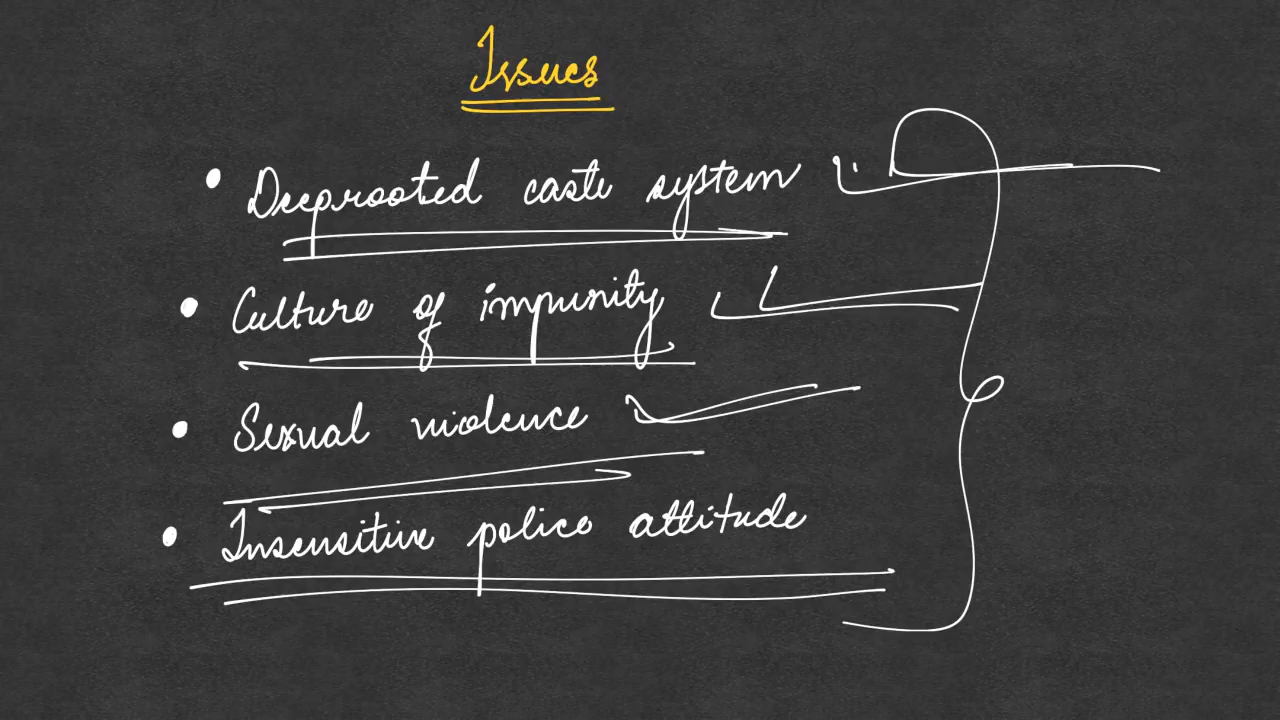 Issues
• Deeprooted caste system
• Culture of impunity
• Sexual violence
• Insensitive police attitude